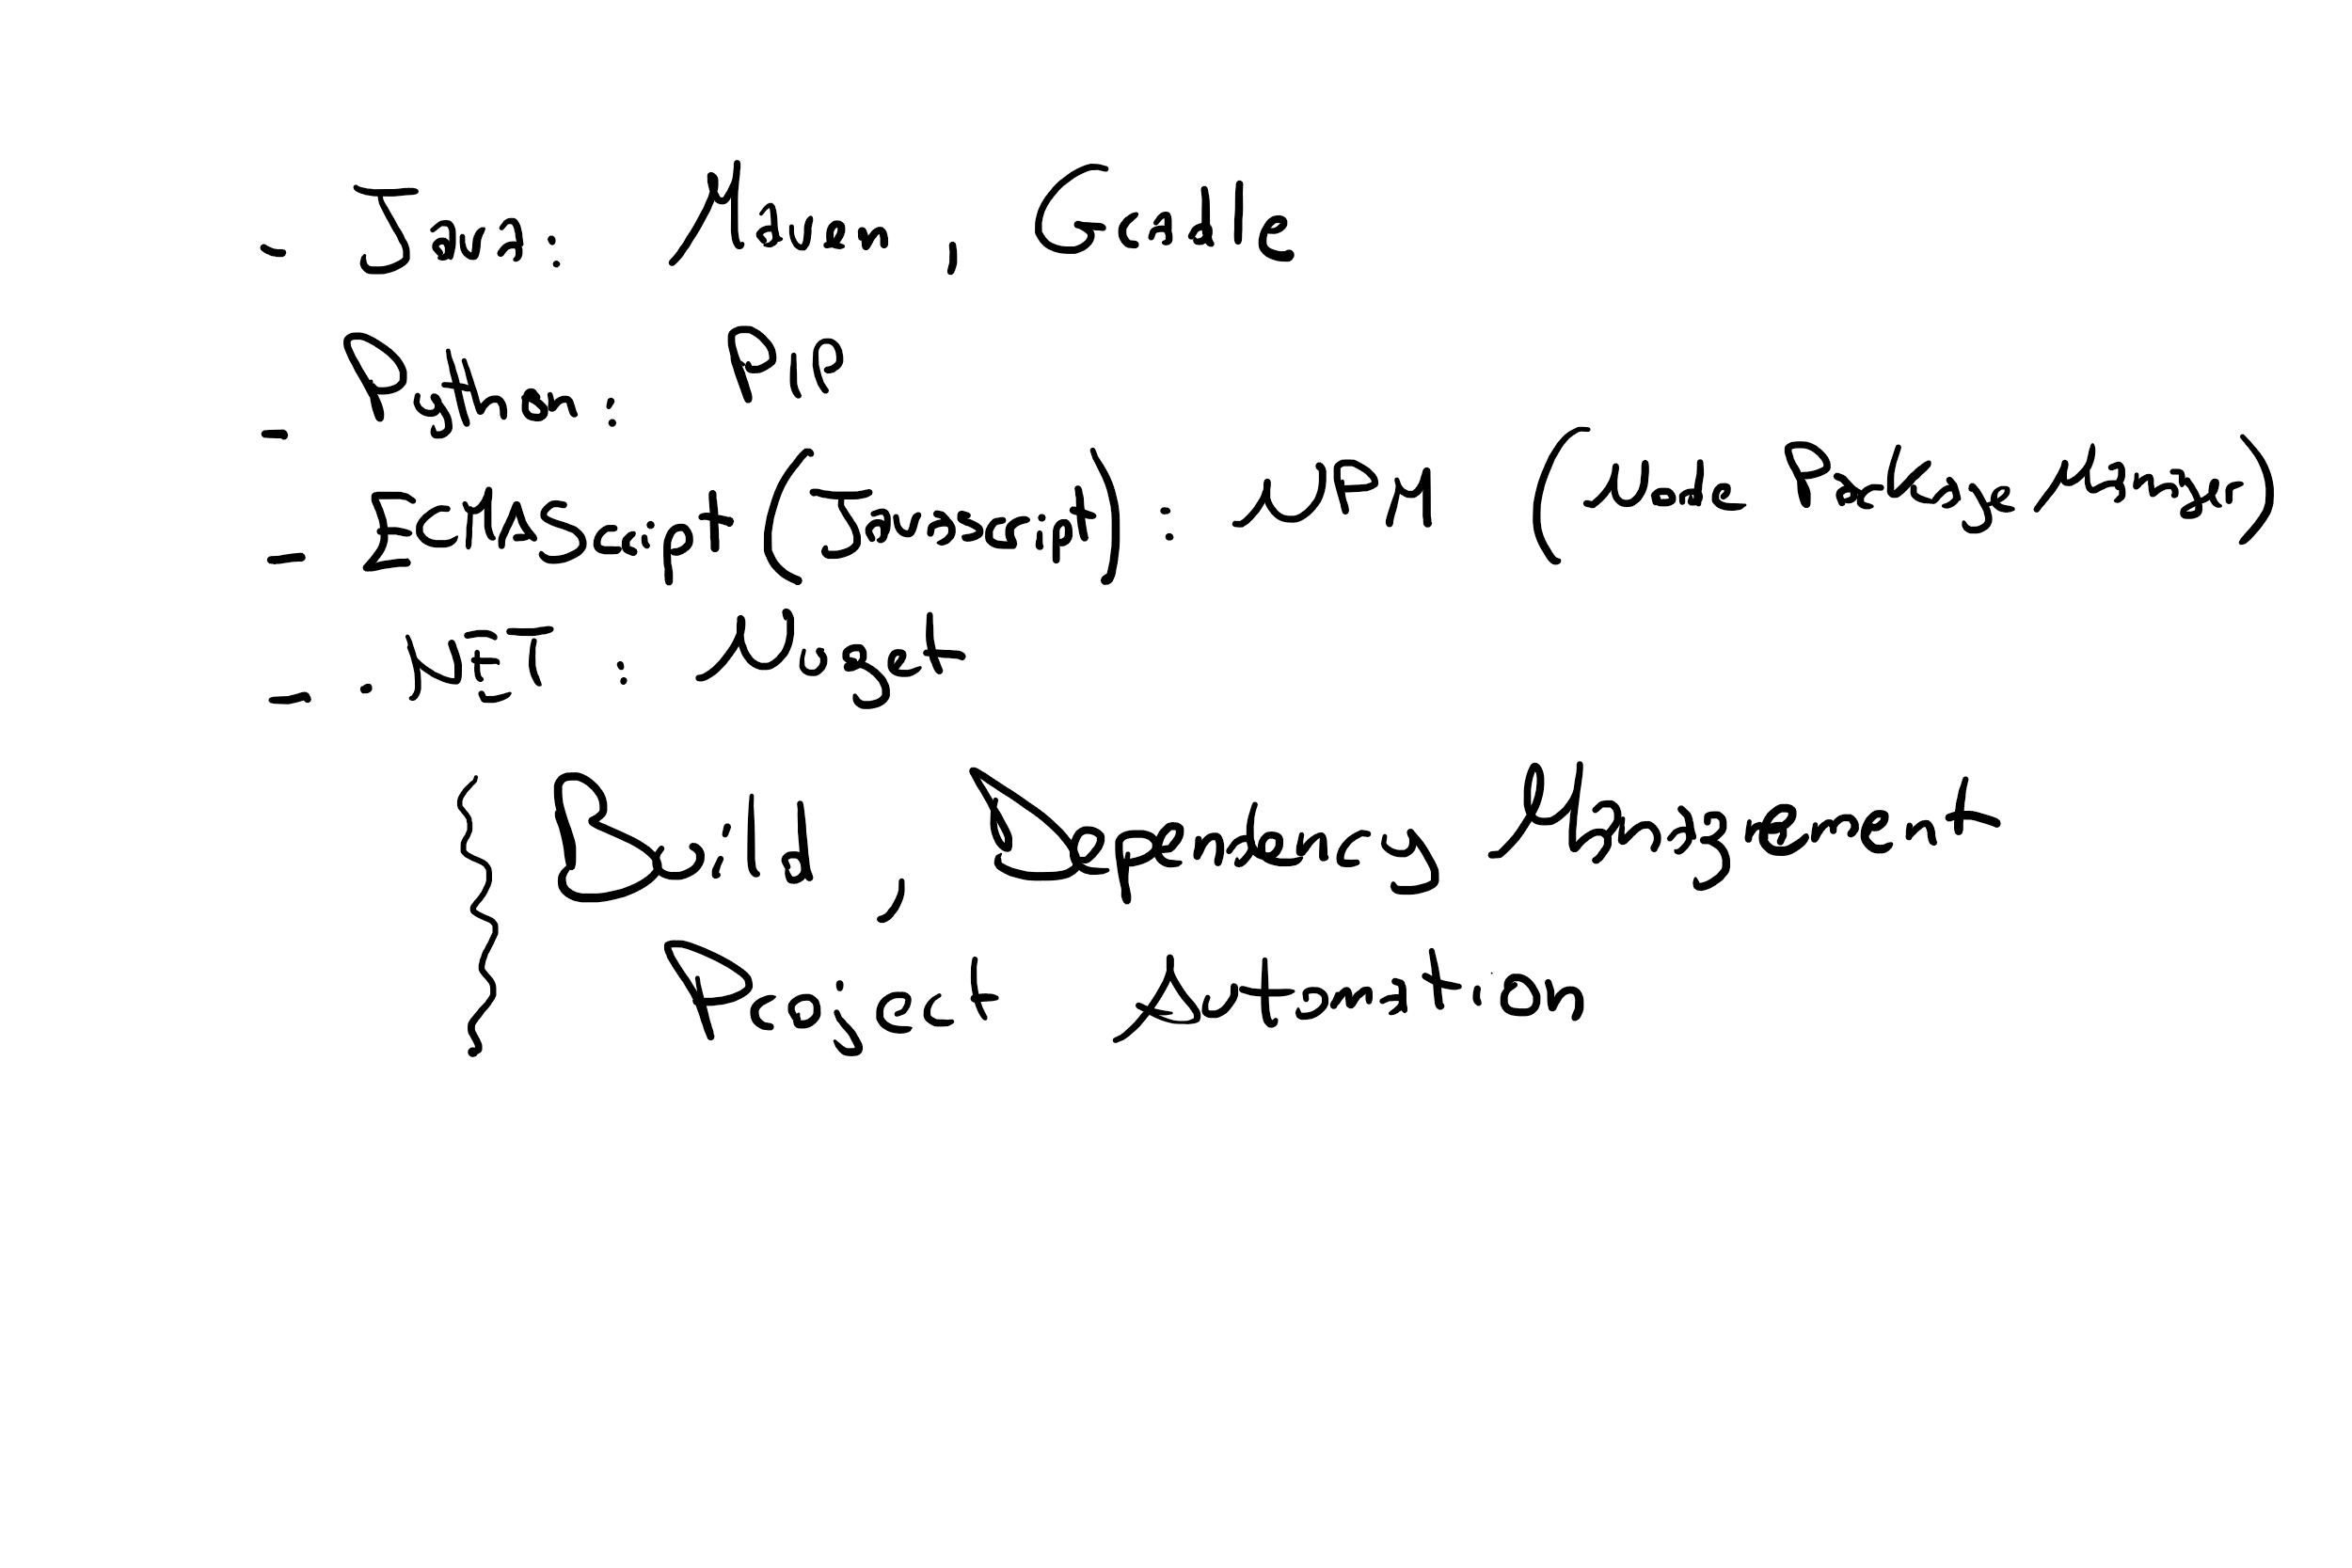 - Java: Maven, Gradle
- Python: PIP
- ECMAScript (Javascript): NPM (Node Package Manager)
- .NET: Nuget
Build, Dependency Management
Project Automation